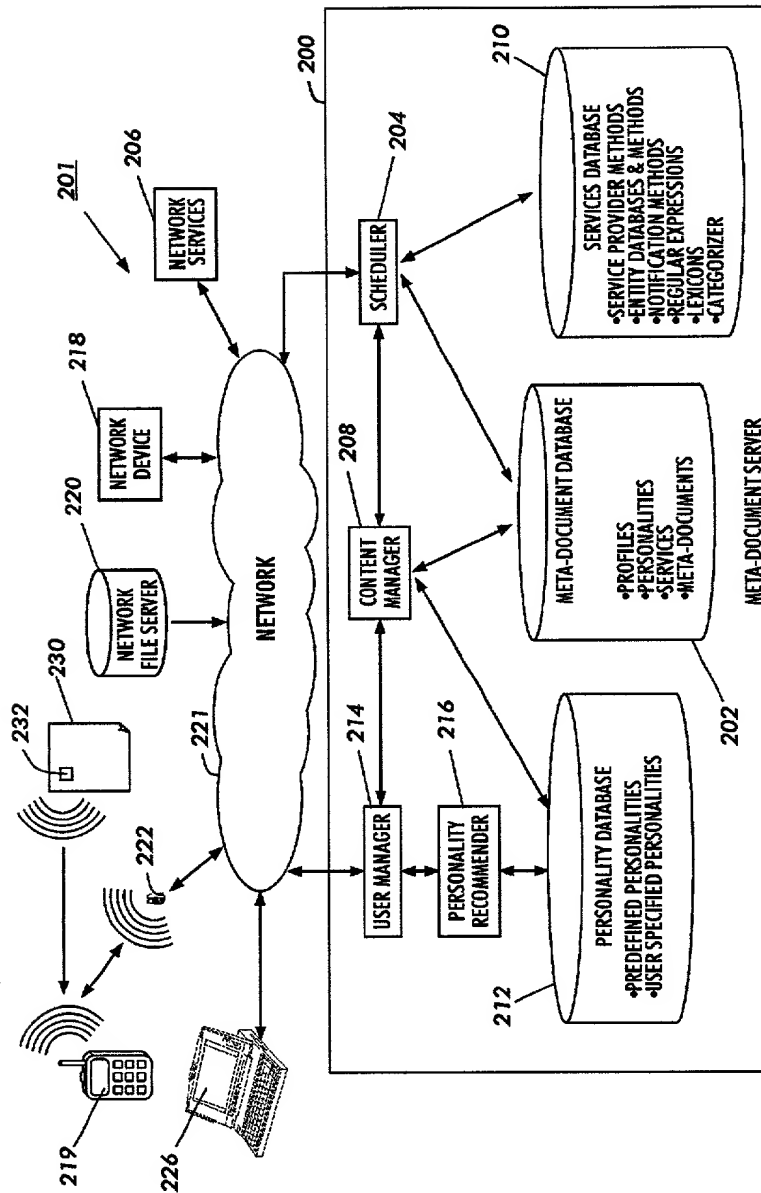 201
206
NETWORK
SERVICES
218
NETWORK
DEVICE
220
NETWORK
FILE SERVER
230
232
222
219
226
221
NETWORK
200
214
USER MANAGER
216
PERSONALITY
RECOMMENDER
208
CONTENT
MANAGER
204
SCHEDULER
212
PERSONALITY DATABASE
•PREDEFINED PERSONALITIES
•USER SPECIFIED PERSONALITIES
202
META-DOCUMENT DATABASE
•PROFILES
•PERSONALITIES
•SERVICES
•META-DOCUMENTS
210
SERVICES DATABASE
•SERVICE PROVIDER METHODS
•ENTITY DATABASES & METHODS
•NOTIFICATION METHODS
•REGULAR EXPRESSIONS
•LEXICONS
•CATEGORIZER
META-DOCUMENT SERVER